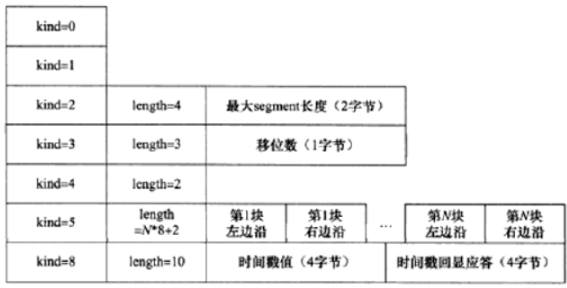 kind=0
kind=1
kind=2 length=4 最大segment长度（2字节）
kind=3 length=3 移位数（1字节）
kind=4 length=2
kind=5 length =N*8+2 第1块 左边沿 第1块 右边沿 … 第N块 左边沿 第N块 右边沿
kind=8 length=10 时间戳值（4字节） 时间戳回显应答（4字节）